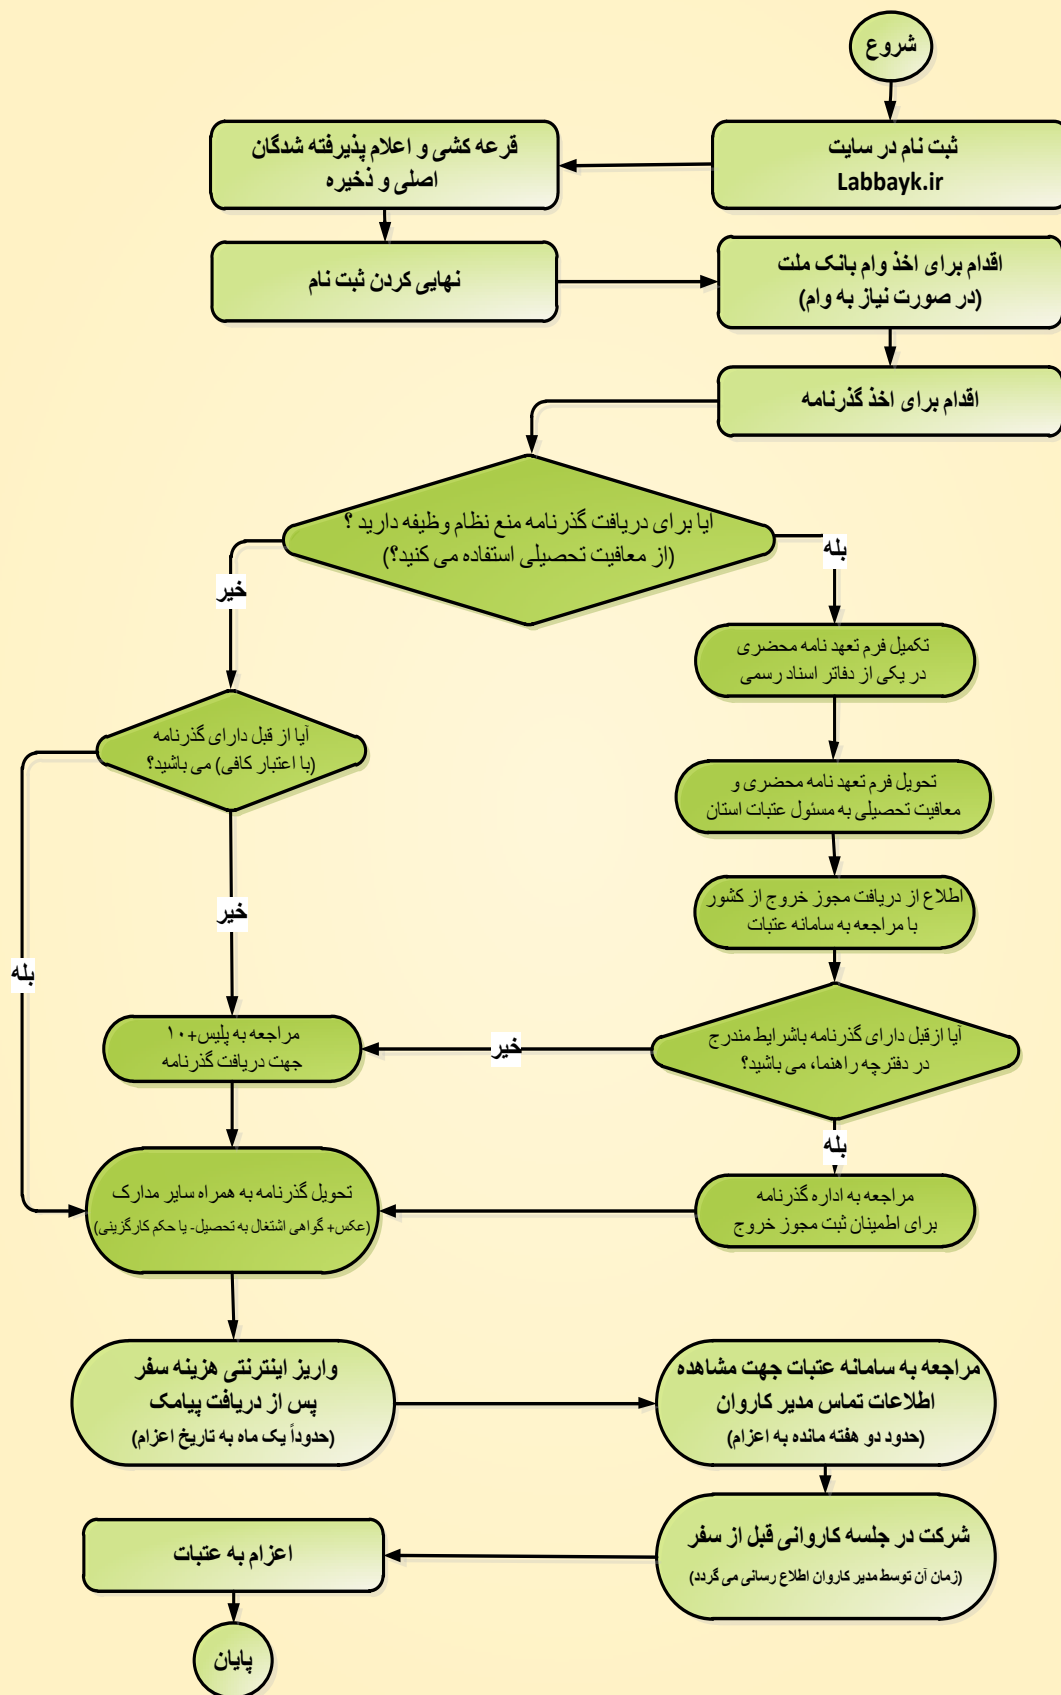 شروع
ثبت نام در سایت
Labbayk.ir
قرعه کشی و اعلام پذیرفته شدگان
اصلی و ذخیره
نهایی کردن ثبت نام
اقدام برای اخذ وام بانک ملت
(در صورت نیاز به وام)
اقدام برای اخذ گذرنامه
ایا برای دریافت گذرنامه منع نظام وظیفه دارید ؟
(از معافیت تحصیلی استفاده می کنید؟)
بله
خیر
تکمیل فرم تعهد نامه محضری
در یکی از دفاتر اسناد رسمی
آیا از قبل دارای گذرنامه
(با اعتبار کافی) می باشید؟
تحویل فرم تعهد نامه محضری و
معافیت تحصیلی به مسئول عتبات استان
اطلاع از دریافت مجوز خروج از کشور
با مراجعه به سامانه عتبات
خیر
بله
آیا ازقبل دارای گذرنامه باشرایط مندرج
در دفترچه راهنما، می باشید؟
خیر
مراجعه به پلیس+۱۰
جهت دریافت گذرنامه
بله
مراجعه به اداره گذرنامه
برای اطمینان ثبت مجوز خروج
تحویل گذرنامه به همراه سایر مدارک
(عکس+ گواهی اشتغال به تحصیل- یا حکم کارگزینی)
واریز اینترنتی هزینه سفر
پس از دریافت پیامک
(حدوداً یک ماه به تاریخ اعزام)
مراجعه به سامانه عتبات جهت مشاهده
اطلاعات تماس مدیر کاروان
(حدود دو هفته مانده به اعزام)
شرکت در جلسه کاروانی قبل از سفر
(زمان آن توسط مدیر کاروان اطلاع رسانی می گردد)
اعزام به عتبات
پایان